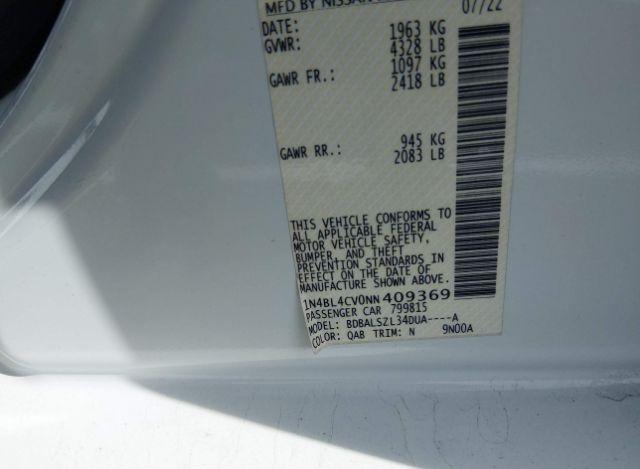 MFD BY NISSAN
DATE: 07/22
GVWR: 1963 KG
4328 LB
GAWR FR.: 1097 KG
2418 LB
GAWR RR.: 945 KG
2083 LB
THIS VEHICLE CONFORMS TO
ALL APPLICABLE FEDERAL
MOTOR VEHICLE SAFETY,
BUMPER, AND THEFT
PREVENTION STANDARDS IN
EFFECT ON THE DATE OF
MANUFACTURE SHOWN ABOVE.
1N4BL4CV0NN409369
PASSENGER CAR 799815
MODEL: BDBALSZL34DUA----A
COLOR: QAB TRIM: N 9N00A